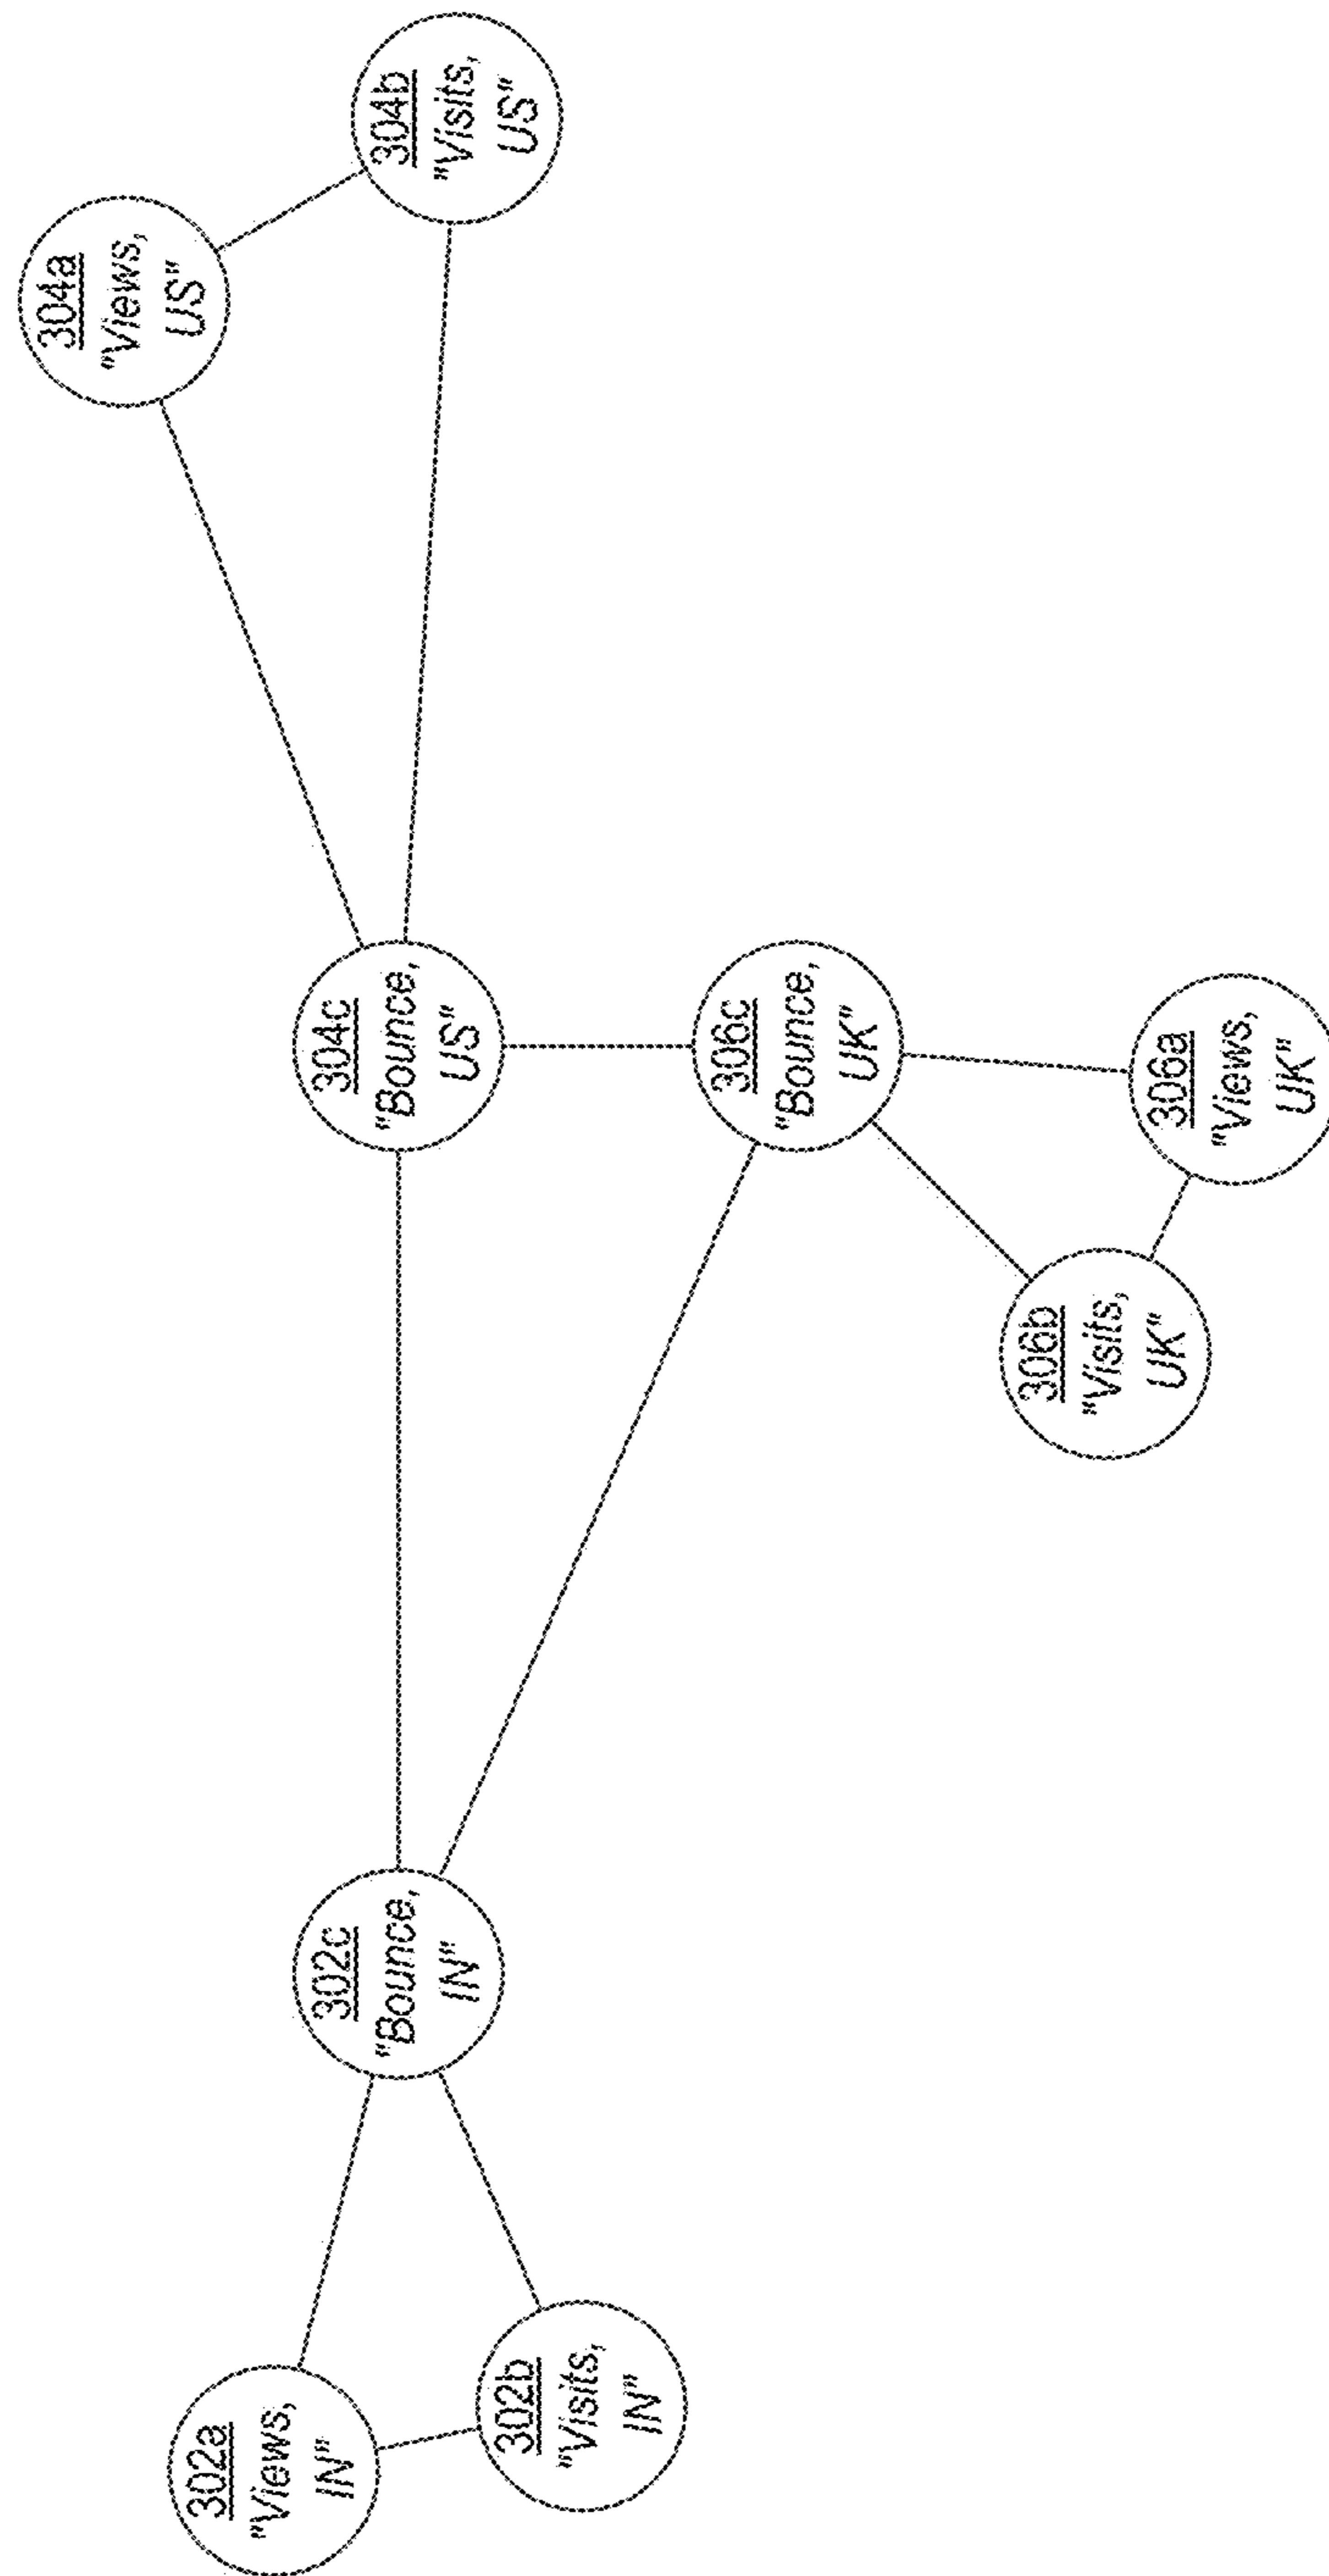 302a
"Views,
IN"
302b
"Visits,
IN"
302c
"Bounce,
IN"
304c
"Bounce,
US"
304a
"Views,
US"
304b
"Visits,
US"
306c
"Bounce,
UK"
306b
"Visits,
UK"
306a
"Views,
UK"